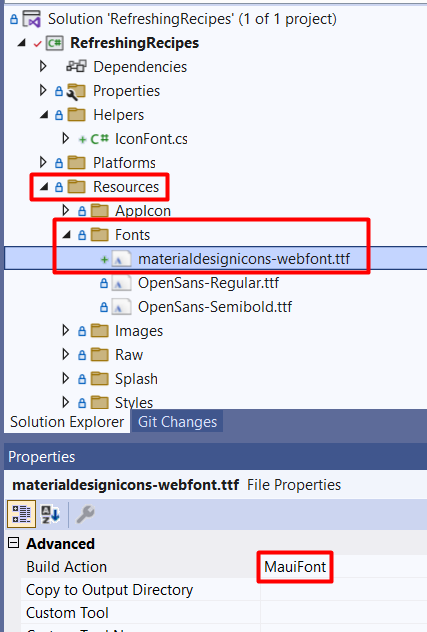 Solution 'RefreshingRecipes' (1 of 1 project)
C# RefreshingRecipes
Dependencies
Properties
Helpers
C# IconFont.cs
Platforms
Resources
AppIcon
Fonts
materialdesignicons-webfont.ttf
OpenSans-Regular.ttf
OpenSans-Semibold.ttf
Images
Raw
Splash
Styles
Solution Explorer Git Changes
Properties
materialdesignicons-webfont.ttf File Properties
Advanced
Build Action MauiFont
Copy to Output Directory
Custom Tool